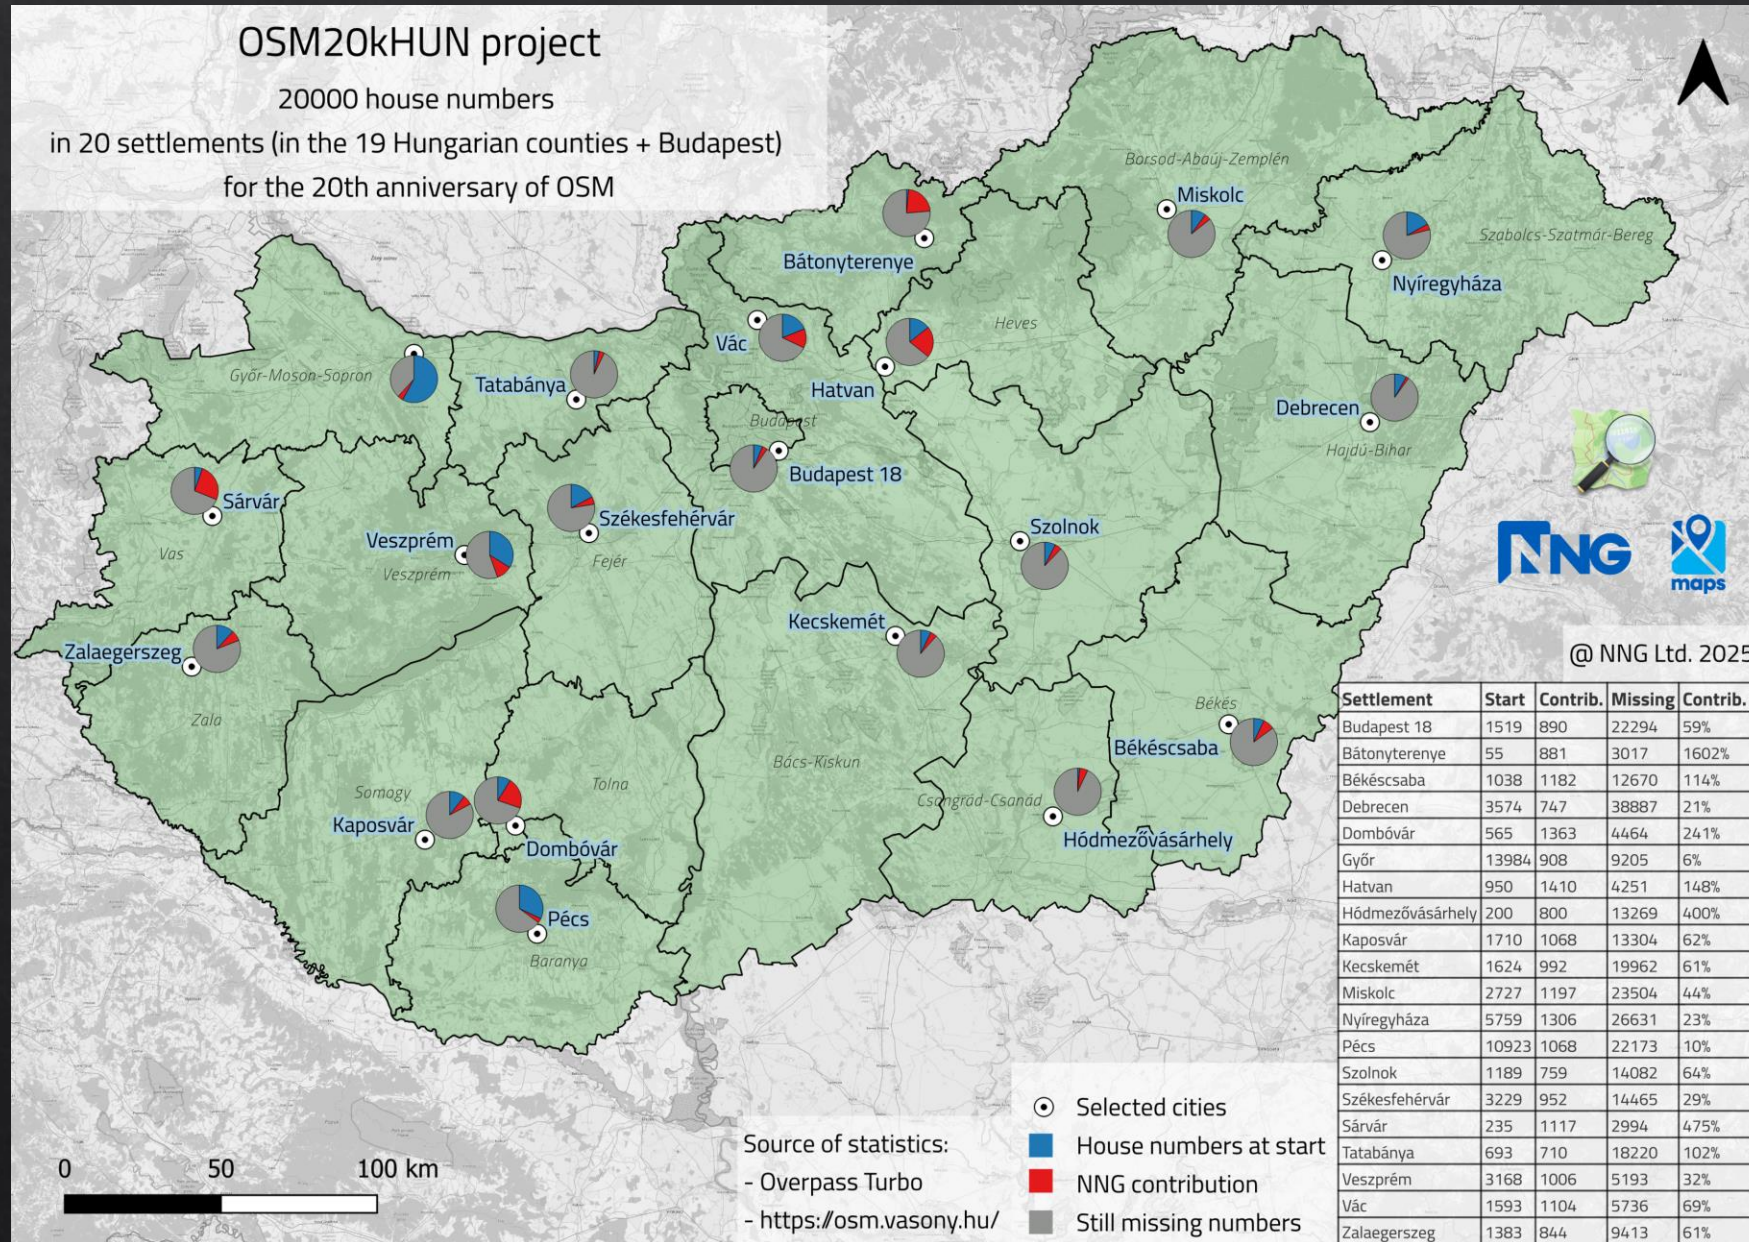 OSM20kHUN project
20000 house numbers
in 20 settlements (in the 19 Hungarian counties + Budapest)
for the 20th anniversary of OSM
Borsod-Abaúj-Zemplén
Miskolc
Szabolcs-Szatmár-Bereg
Nyíregyháza
Bátonyterenye
Heves
Vác
Hatvan
Győr-Moson-Sopron
Tatabánya
Debrecen
Hajdú-Bihar
Budapest
Budapest 18
Sárvár
Vas
Székesfehérvár
Fejér
Veszprém
Veszprém
Szolnok
NNG
maps
Kecskemét
Zalaegerszeg
Zala
@ NNG Ltd. 2025
Békés
Békéscsaba
Bács-Kiskun
Tolna
Somogy
Kaposvár
Dombóvár
Csongrád-Csanád
Hódmezővásárhely
Pécs
Baranya
Settlement Start Contrib. Missing Contrib.
Budapest 18 1519 890 22294 59%
Bátonyterenye 55 881 3017 1602%
Békéscsaba 1038 1182 12670 114%
Debrecen 3574 747 38887 21%
Dombóvár 565 1363 4464 241%
Győr 13984 908 9205 6%
Hatvan 950 1410 4251 148%
Hódmezővásárhely 200 800 13269 400%
Kaposvár 1710 1068 13304 62%
Kecskemét 1624 992 19962 61%
Miskolc 2727 1197 23504 44%
Nyíregyháza 5759 1306 26631 23%
Pécs 10923 1068 22173 10%
Szolnok 1189 759 14082 64%
Székesfehérvár 3229 952 14465 29%
Sárvár 235 1117 2994 475%
Tatabánya 693 710 18220 102%
Veszprém 3168 1006 5193 32%
Vác 1593 1104 5736 69%
Zalaegerszeg 1383 844 9413 61%
Selected cities
House numbers at start
NNG contribution
Still missing numbers
Source of statistics:
- Overpass Turbo
- https://osm.vasony.hu/
0 50 100 km